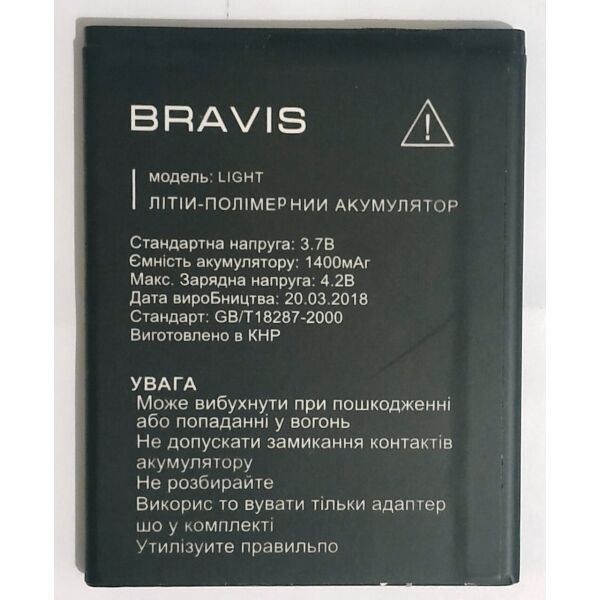 BRAVIS
модель: LIGHT
ЛІТІИ-ПОЛІМЕРНИИ АКУМУЛЯТОР
Стандартна напруга: 3.7В
Ємність акумулятору: 1400мАг
Макс. Зарядна напруга: 4.2В
Дата вироБництва: 20.03.2018
Стандарт: GB/T18287-2000
Виготовлено в КНР
УВАГА
Може вибухнути при пошкодженні
або попаданні у вогонь
Не допускати замикання контактів
акумулятору
Не розбирайте
Викорис то вувати тільки адаптер
шо у комплекті
Утилізуите правильно